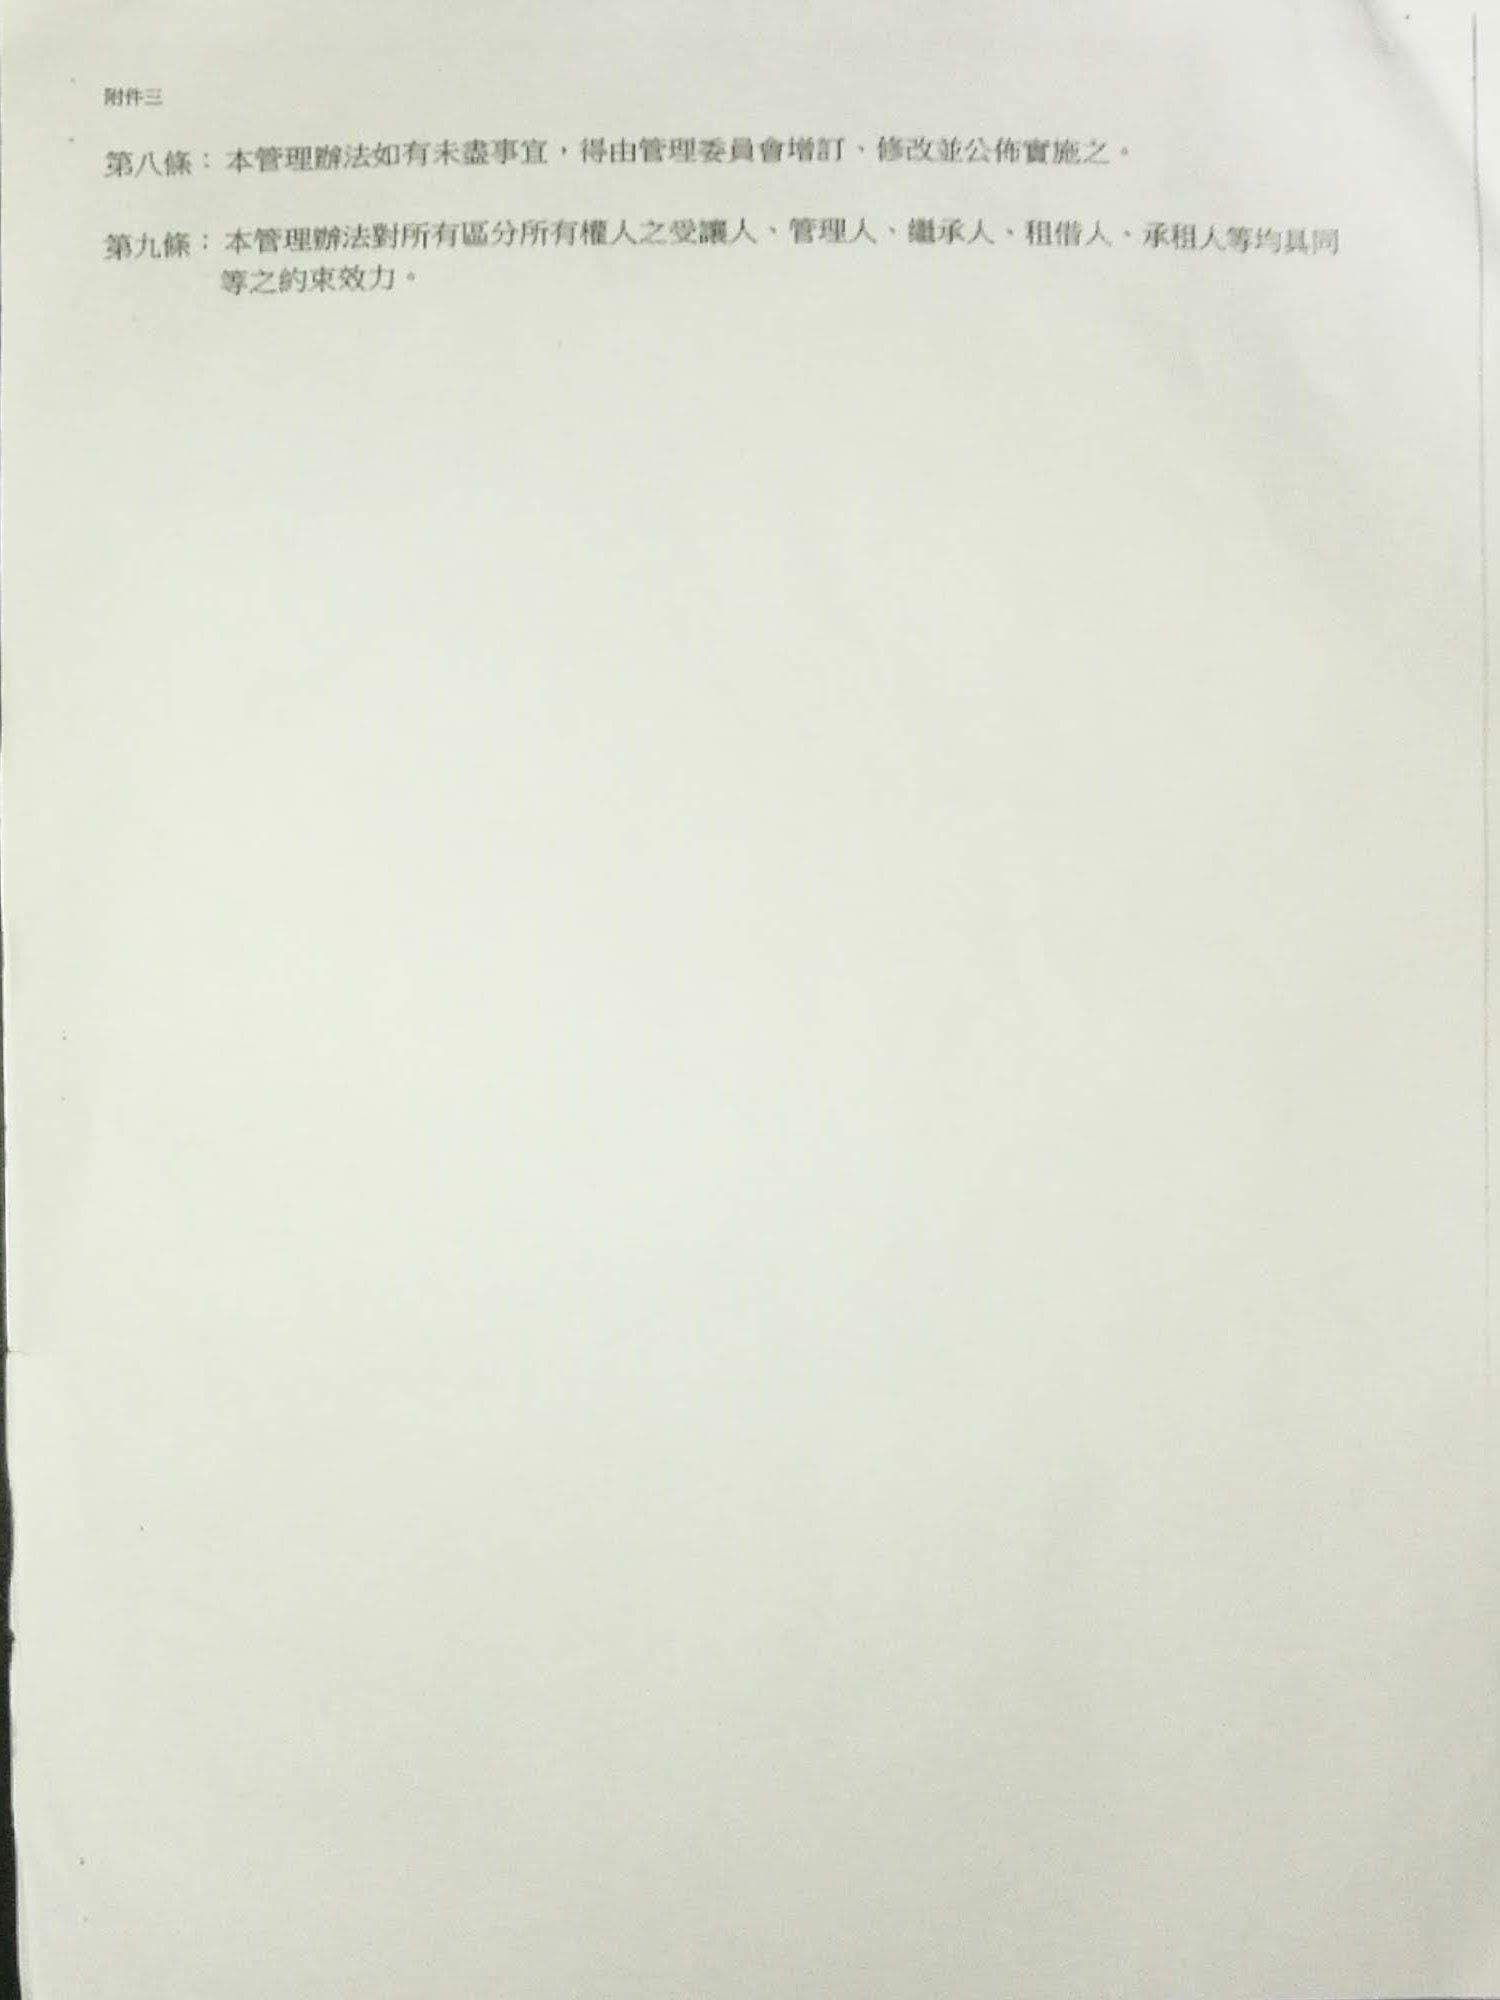 附件三
第八條：本管理辦法如有未盡事宜，得由管理委員會增訂、修改並公佈實施之。
第九條：本管理辦法對所有區分所有權人之受讓人、管理人、繼承人、租借人、承租人等均具同
等之約束效力。